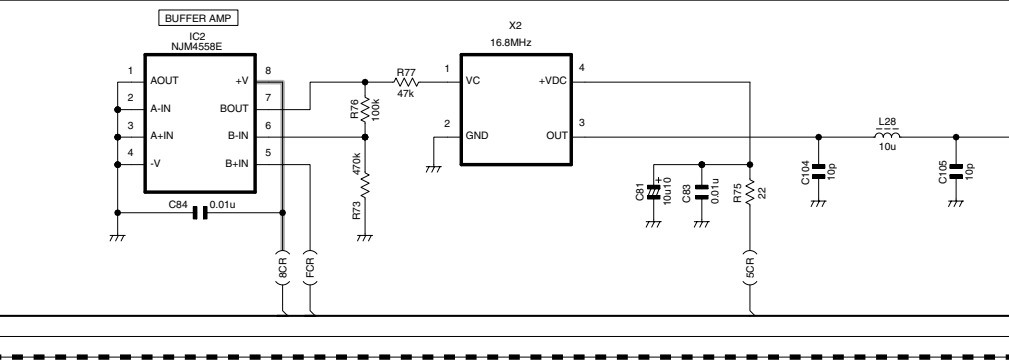 BUFFER AMP
IC2
NJM4558E
1
AOUT
+V
8
2
A-IN
BOUT
7
3
A+IN
B-IN
6
4
-V
B+IN
5
C84
0.01u
R76
100k
R73
470k
R77
47k
X2
16.8MHz
1
VC
+VDC
4
2
GND
OUT
3
C81
10u10
+
C83
0.01u
R75
22
C104
10p
L28
10u
C105
10p
8CR
FCR
5CR